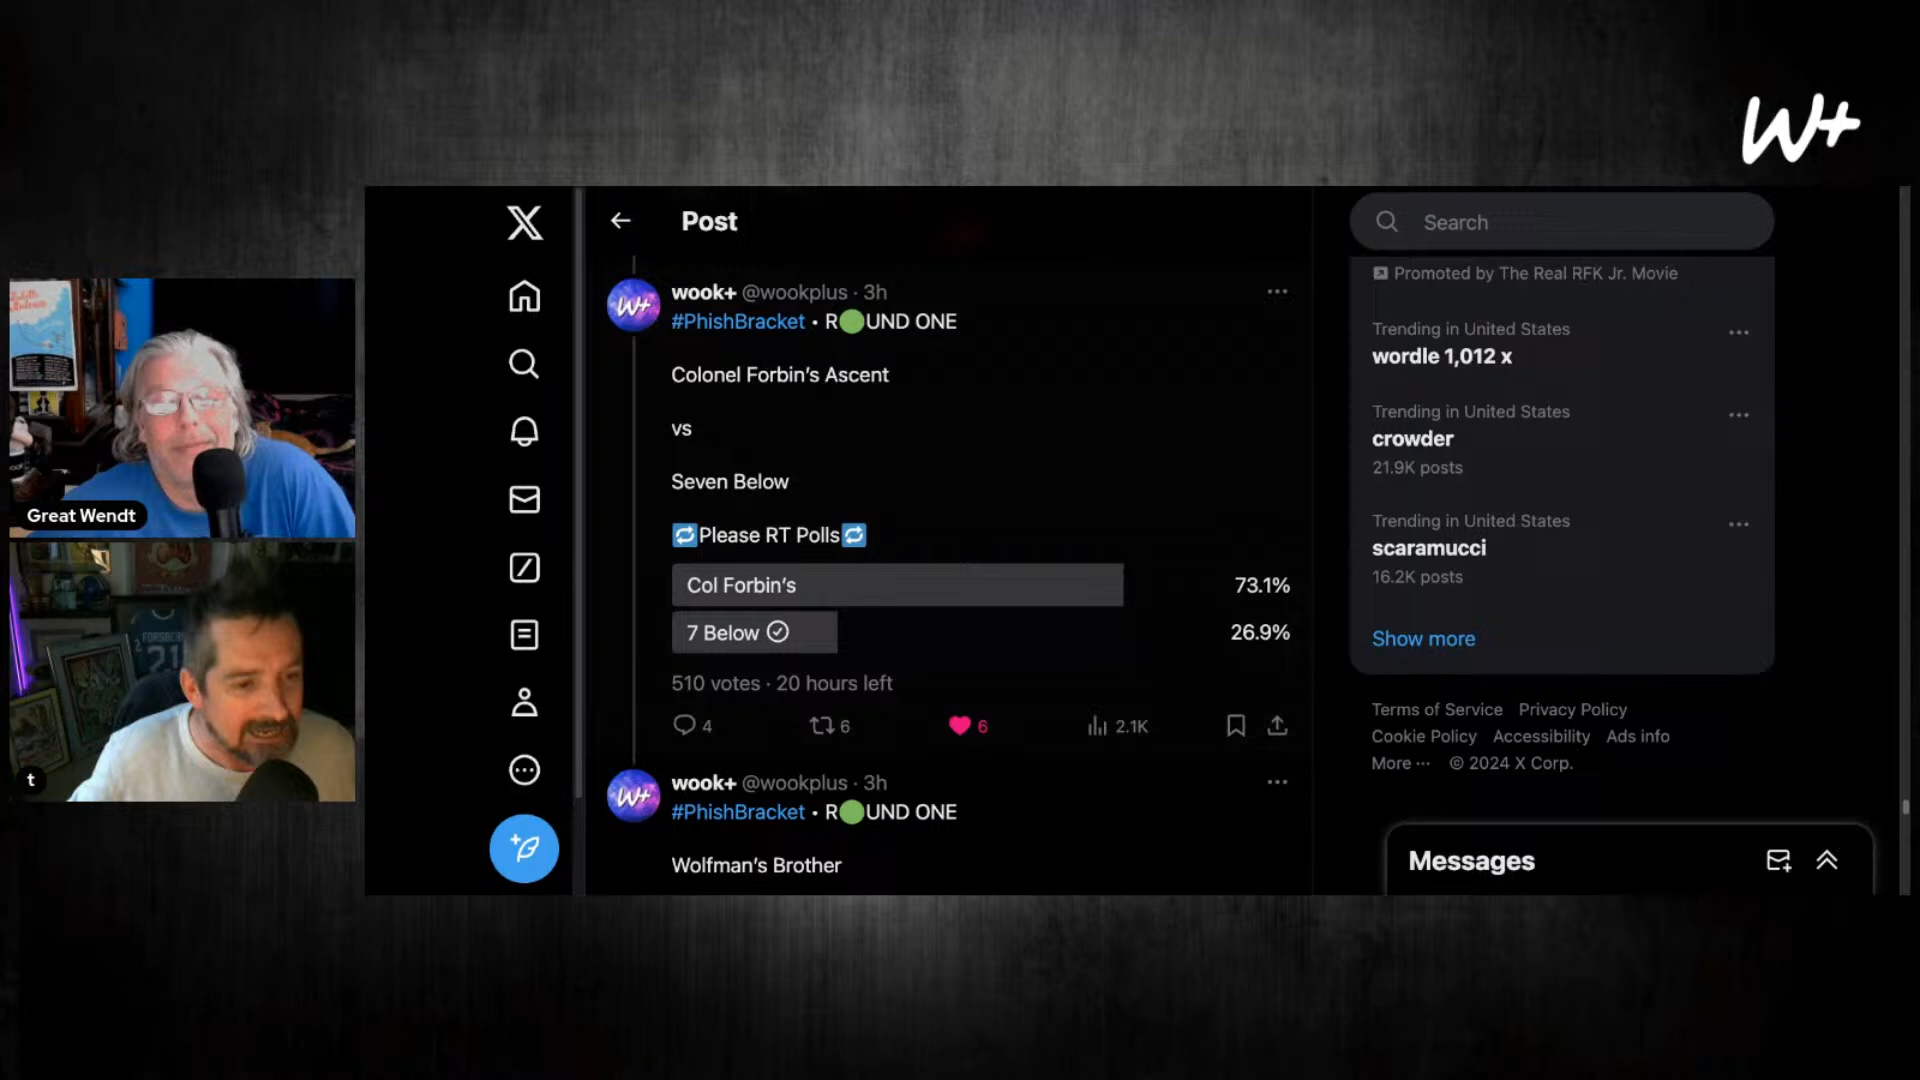 W+
Post
Search
wook+ @wookplus · 3h
#PhishBracket • R🟢UND ONE
Colonel Forbin's Ascent
vs
Seven Below
🔁Please RT Polls🔁
Col Forbin's 73.1%
7 Below 26.9%
510 votes · 20 hours left
4 6 6 2.1K
wook+ @wookplus · 3h
#PhishBracket • R🟢UND ONE
Wolfman's Brother
Promoted by The Real RFK Jr. Movie
Trending in United States
wordle 1,012 x
Trending in United States
crowder
21.9K posts
Trending in United States
scaramucci
16.2K posts
Show more
Terms of Service Privacy Policy
Cookie Policy Accessibility Ads info
More ··· © 2024 X Corp.
Messages
Great Wendt
FORSBERG
21
t